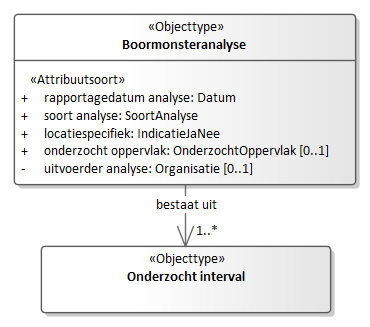 «Objecttype»
Boormonsteranalyse
«Attribuutsoort»
+ rapportagedatum analyse: Datum
+ soort analyse: SoortAnalyse
+ locatiespecifiek: IndicatieJaNee
+ onderzocht oppervlak: OnderzochtOppervlak [0..1]
- uitvoerder analyse: Organisatie [0..1]
bestaat uit
1..*
«Objecttype»
Onderzocht interval